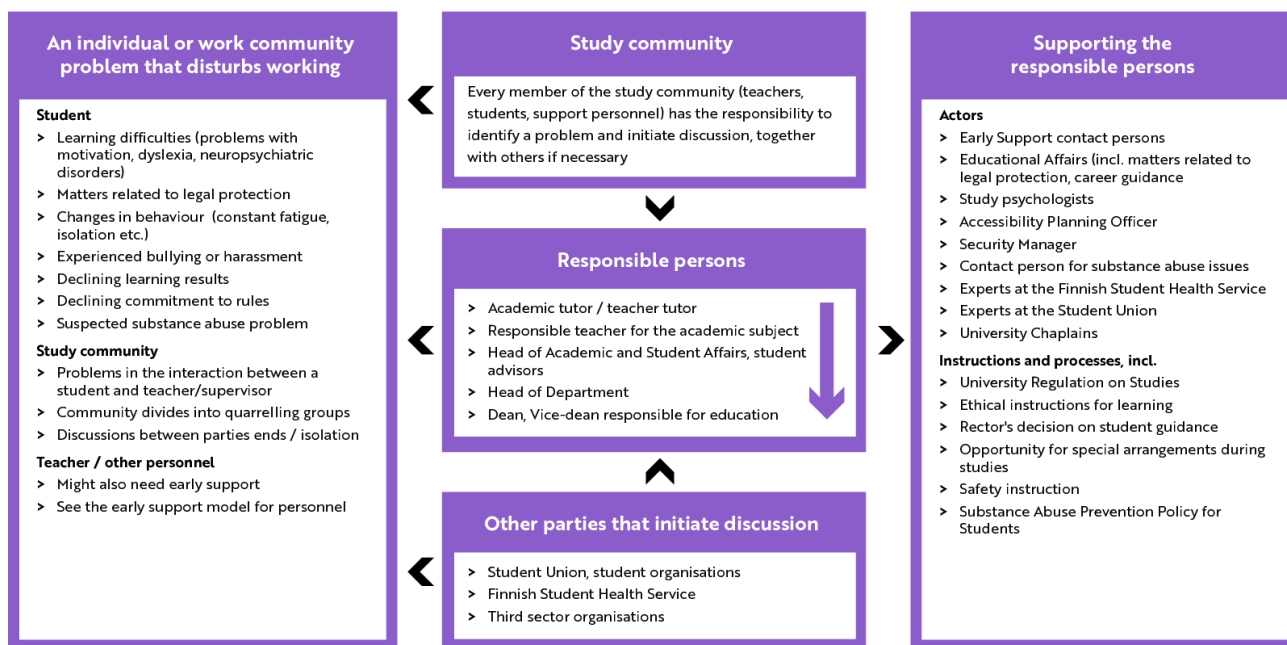 An individual or work community
problem that disturbs working
Student
> Learning difficulties (problems with
motivation, dyslexia, neuropsychiatric
disorders)
> Matters related to legal protection
> Changes in behaviour  (constant fatigue,
isolation etc.)
> Experienced bullying or harassment
> Declining learning results
> Declining commitment to rules
> Suspected substance abuse problem
Study community
> Problems in the interaction between a
student and teacher/supervisor
> Community divides into quarrelling groups
> Discussions between parties ends / isolation
Teacher / other personnel
> Might also need early support
> See the early support model for personnel
Study community
Every member of the study community (teachers,
students, support personnel) has the responsibility to
identify a problem and initiate discussion, together
with others if necessary
Responsible persons
> Academic tutor / teacher tutor
> Responsible teacher for the academic subject
> Head of Academic and Student Affairs, student
advisors
> Head of Department
> Dean, Vice-dean responsible for education
Other parties that initiate discussion
> Student Union, student organisations
> Finnish Student Health Service
> Third sector organisations
Supporting the
responsible persons
Actors
> Early Support contact persons
> Educational Affairs (incl. matters related to
legal protection, career guidance
> Study psychologists
> Accessibility Planning Officer
> Security Manager
> Contact person for substance abuse issues
> Experts at the Finnish Student Health Service
> Experts at the Student Union
> University Chaplains
Instructions and processes, incl.
> University Regulation on Studies
> Ethical instructions for learning
> Rector's decision on student guidance
> Opportunity for special arrangements during
studies
> Safety instruction
> Substance Abuse Prevention Policy for
Students